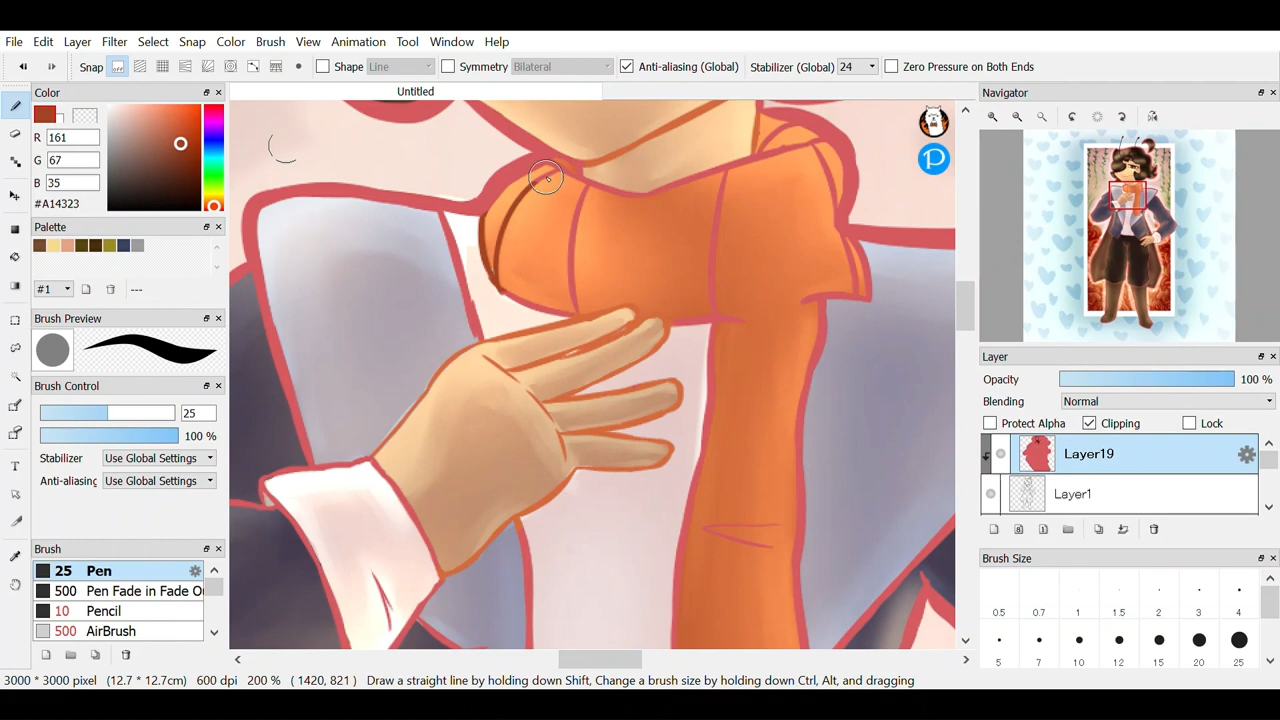 File Edit Layer Filter Select Snap Color Brush View Animation Tool Window Help
Snap off Shape Line Symmetry Bilateral Anti-aliasing (Global) Stabilizer (Global) 24 Zero Pressure on Both Ends
Color
R 161
G 67
B 35
#A14323
Palette
#1 ---
Brush Preview
Brush Control
25
100 %
Stabilizer Use Global Settings
Anti-aliasing Use Global Settings
Brush
25 Pen
500 Pen Fade in Fade Ou
10 Pencil
500 AirBrush
Untitled
P
Navigator
Layer
Opacity 100 %
Blending Normal
Protect Alpha Clipping Lock
Layer19
Layer1
Brush Size
0.5 0.7 1 1.5 2 3 4
5 7 10 12 15 20 25
3000 * 3000 pixel (12.7 * 12.7cm) 600 dpi 200 % ( 1420, 821 ) Draw a straight line by holding down Shift, Change a brush size by holding down Ctrl, Alt, and dragging